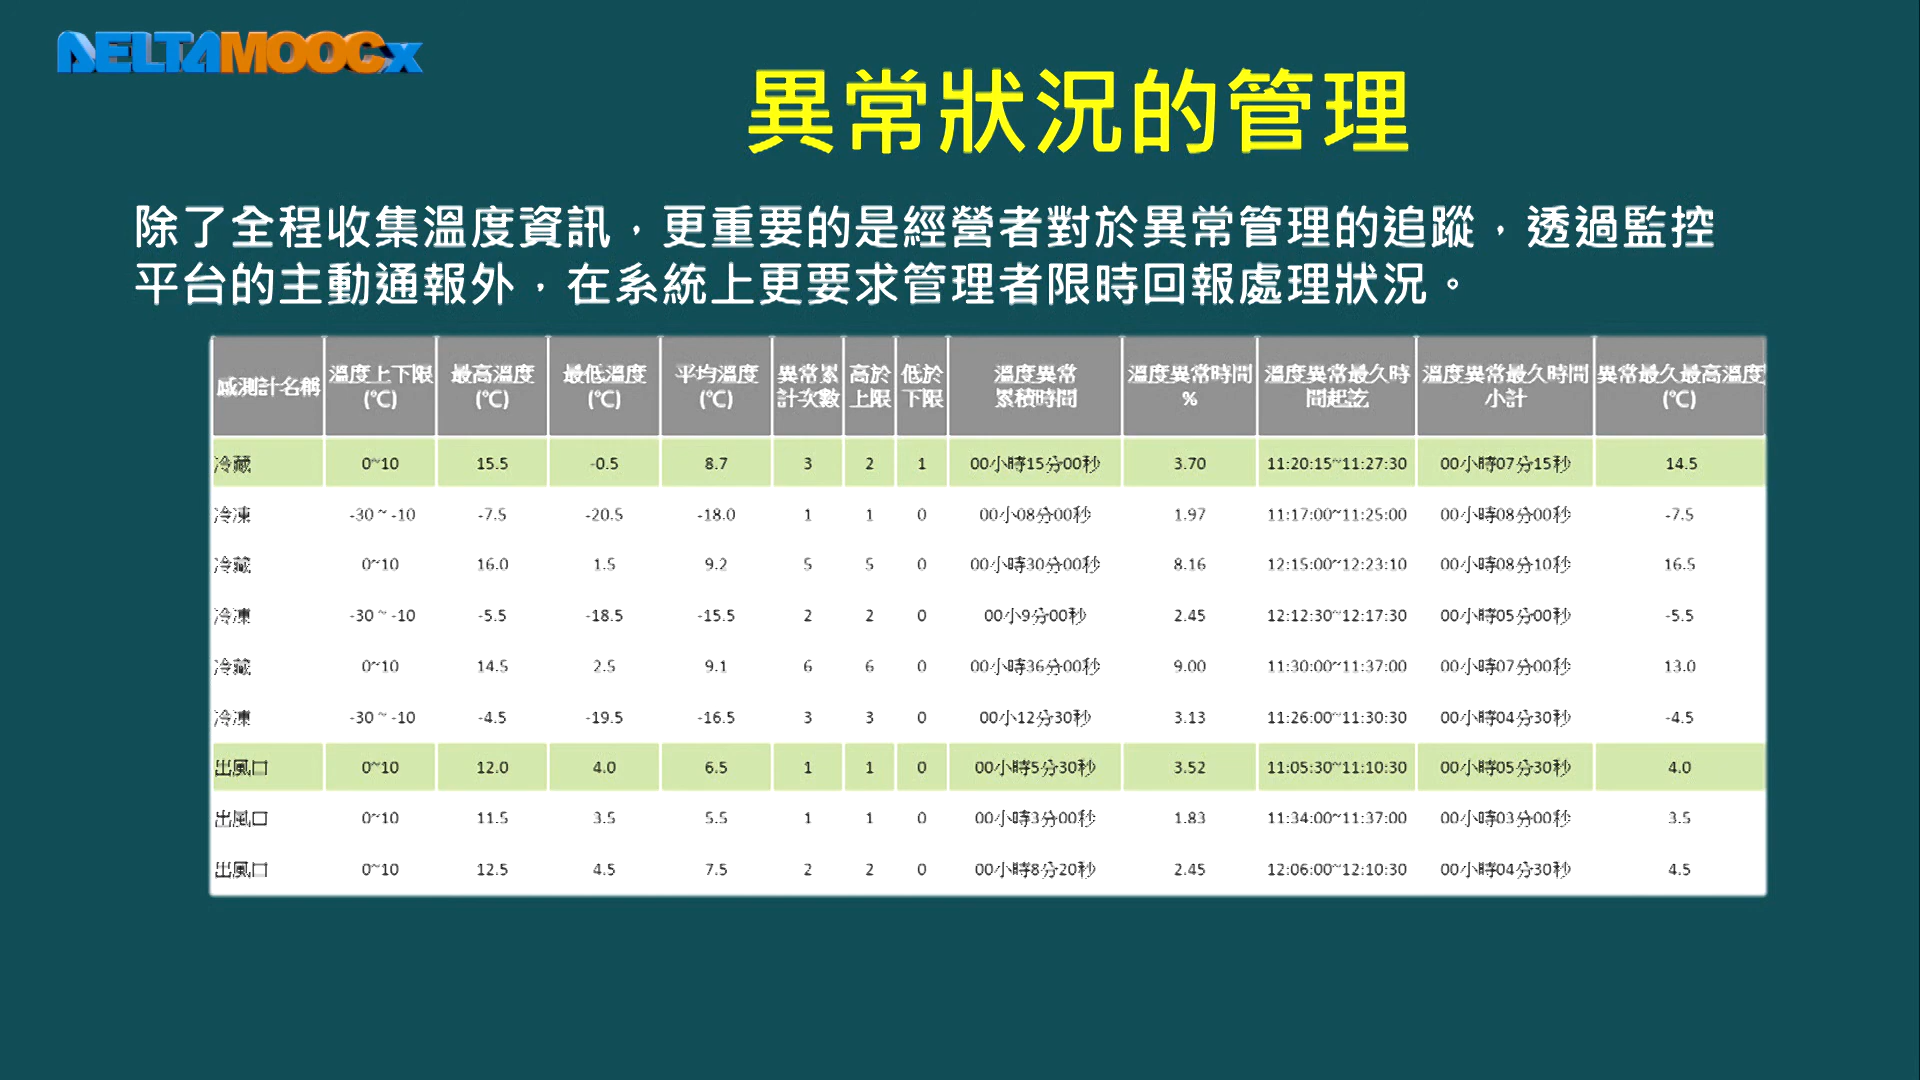 DELTAMOOCx
異常狀況的管理
除了全程收集溫度資訊，更重要的是經營者對於異常管理的追蹤，透過監控
平台的主動通報外，在系統上更要求管理者限時回報處理狀況。
感測計名稱 溫度上下限(℃) 最高溫度(℃) 最低溫度(℃) 平均溫度(℃) 異常累計次數 高於上限 低於下限 溫度異常累積時間 溫度異常時間% 溫度異常最久時間起訖 溫度異常最久時間小計 異常最久最高溫度(℃)
冷藏 0~10 15.5 -0.5 8.7 3 2 1 00小時15分00秒 3.70 11:20:15~11:27:30 00小時07分15秒 14.5
冷凍 -30 ~ -10 -7.5 -20.5 -18.0 1 1 0 00小08分00秒 1.97 11:17:00~11:25:00 00小時08分00秒 -7.5
冷藏 0~10 16.0 1.5 9.2 5 5 0 00小時30分00秒 8.16 12:15:00~12:23:10 00小時08分10秒 16.5
冷凍 -30 ~ -10 -5.5 -18.5 -15.5 2 2 0 00小9分00秒 2.45 12:12:30~12:17:30 00小時05分00秒 -5.5
冷藏 0~10 14.5 2.5 9.1 6 6 0 00小時36分00秒 9.00 11:30:00~11:37:00 00小時07分00秒 13.0
冷凍 -30 ~ -10 -4.5 -19.5 -16.5 3 3 0 00小12分30秒 3.13 11:26:00~11:30:30 00小時04分30秒 -4.5
出風口 0~10 12.0 4.0 6.5 1 1 0 00小時5分30秒 3.52 11:05:30~11:10:30 00小時05分30秒 4.0
出風口 0~10 11.5 3.5 5.5 1 1 0 00小時3分00秒 1.83 11:34:00~11:37:00 00小時03分00秒 3.5
出風口 0~10 12.5 4.5 7.5 2 2 0 00小時8分20秒 2.45 12:06:00~12:10:30 00小時04分30秒 4.5